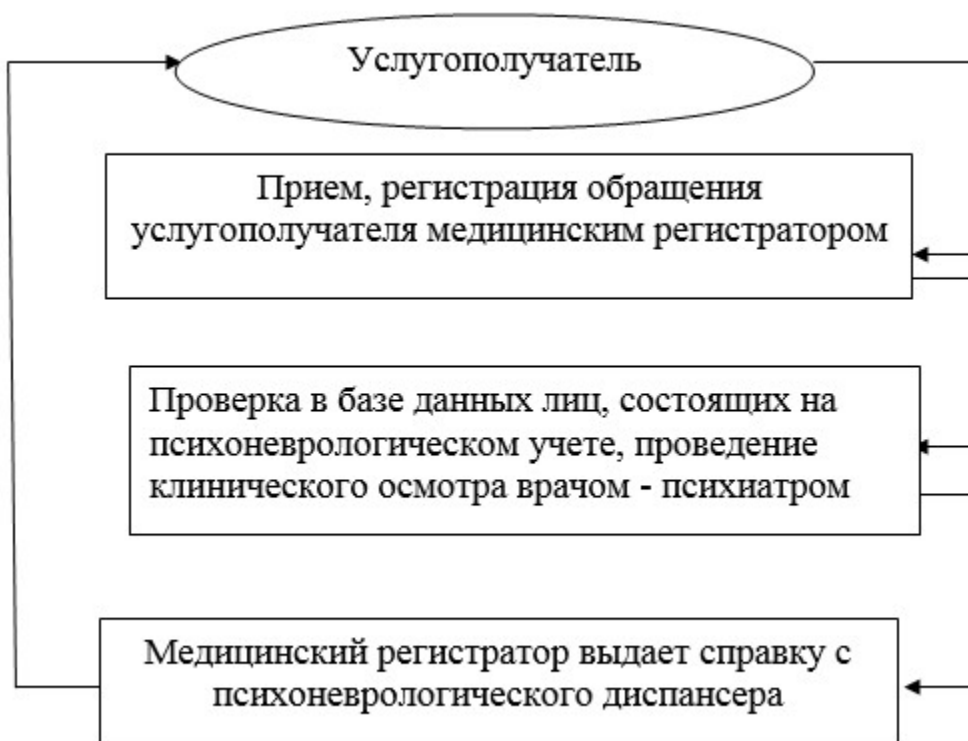 Услугополучатель
Прием, регистрация обращения
услугополучателя медицинским регистратором
Проверка в базе данных лиц, состоящих на
психоневрологическом учете, проведение
клинического осмотра врачом - психиатром
Медицинский регистратор выдает справку с
психоневрологического диспансера